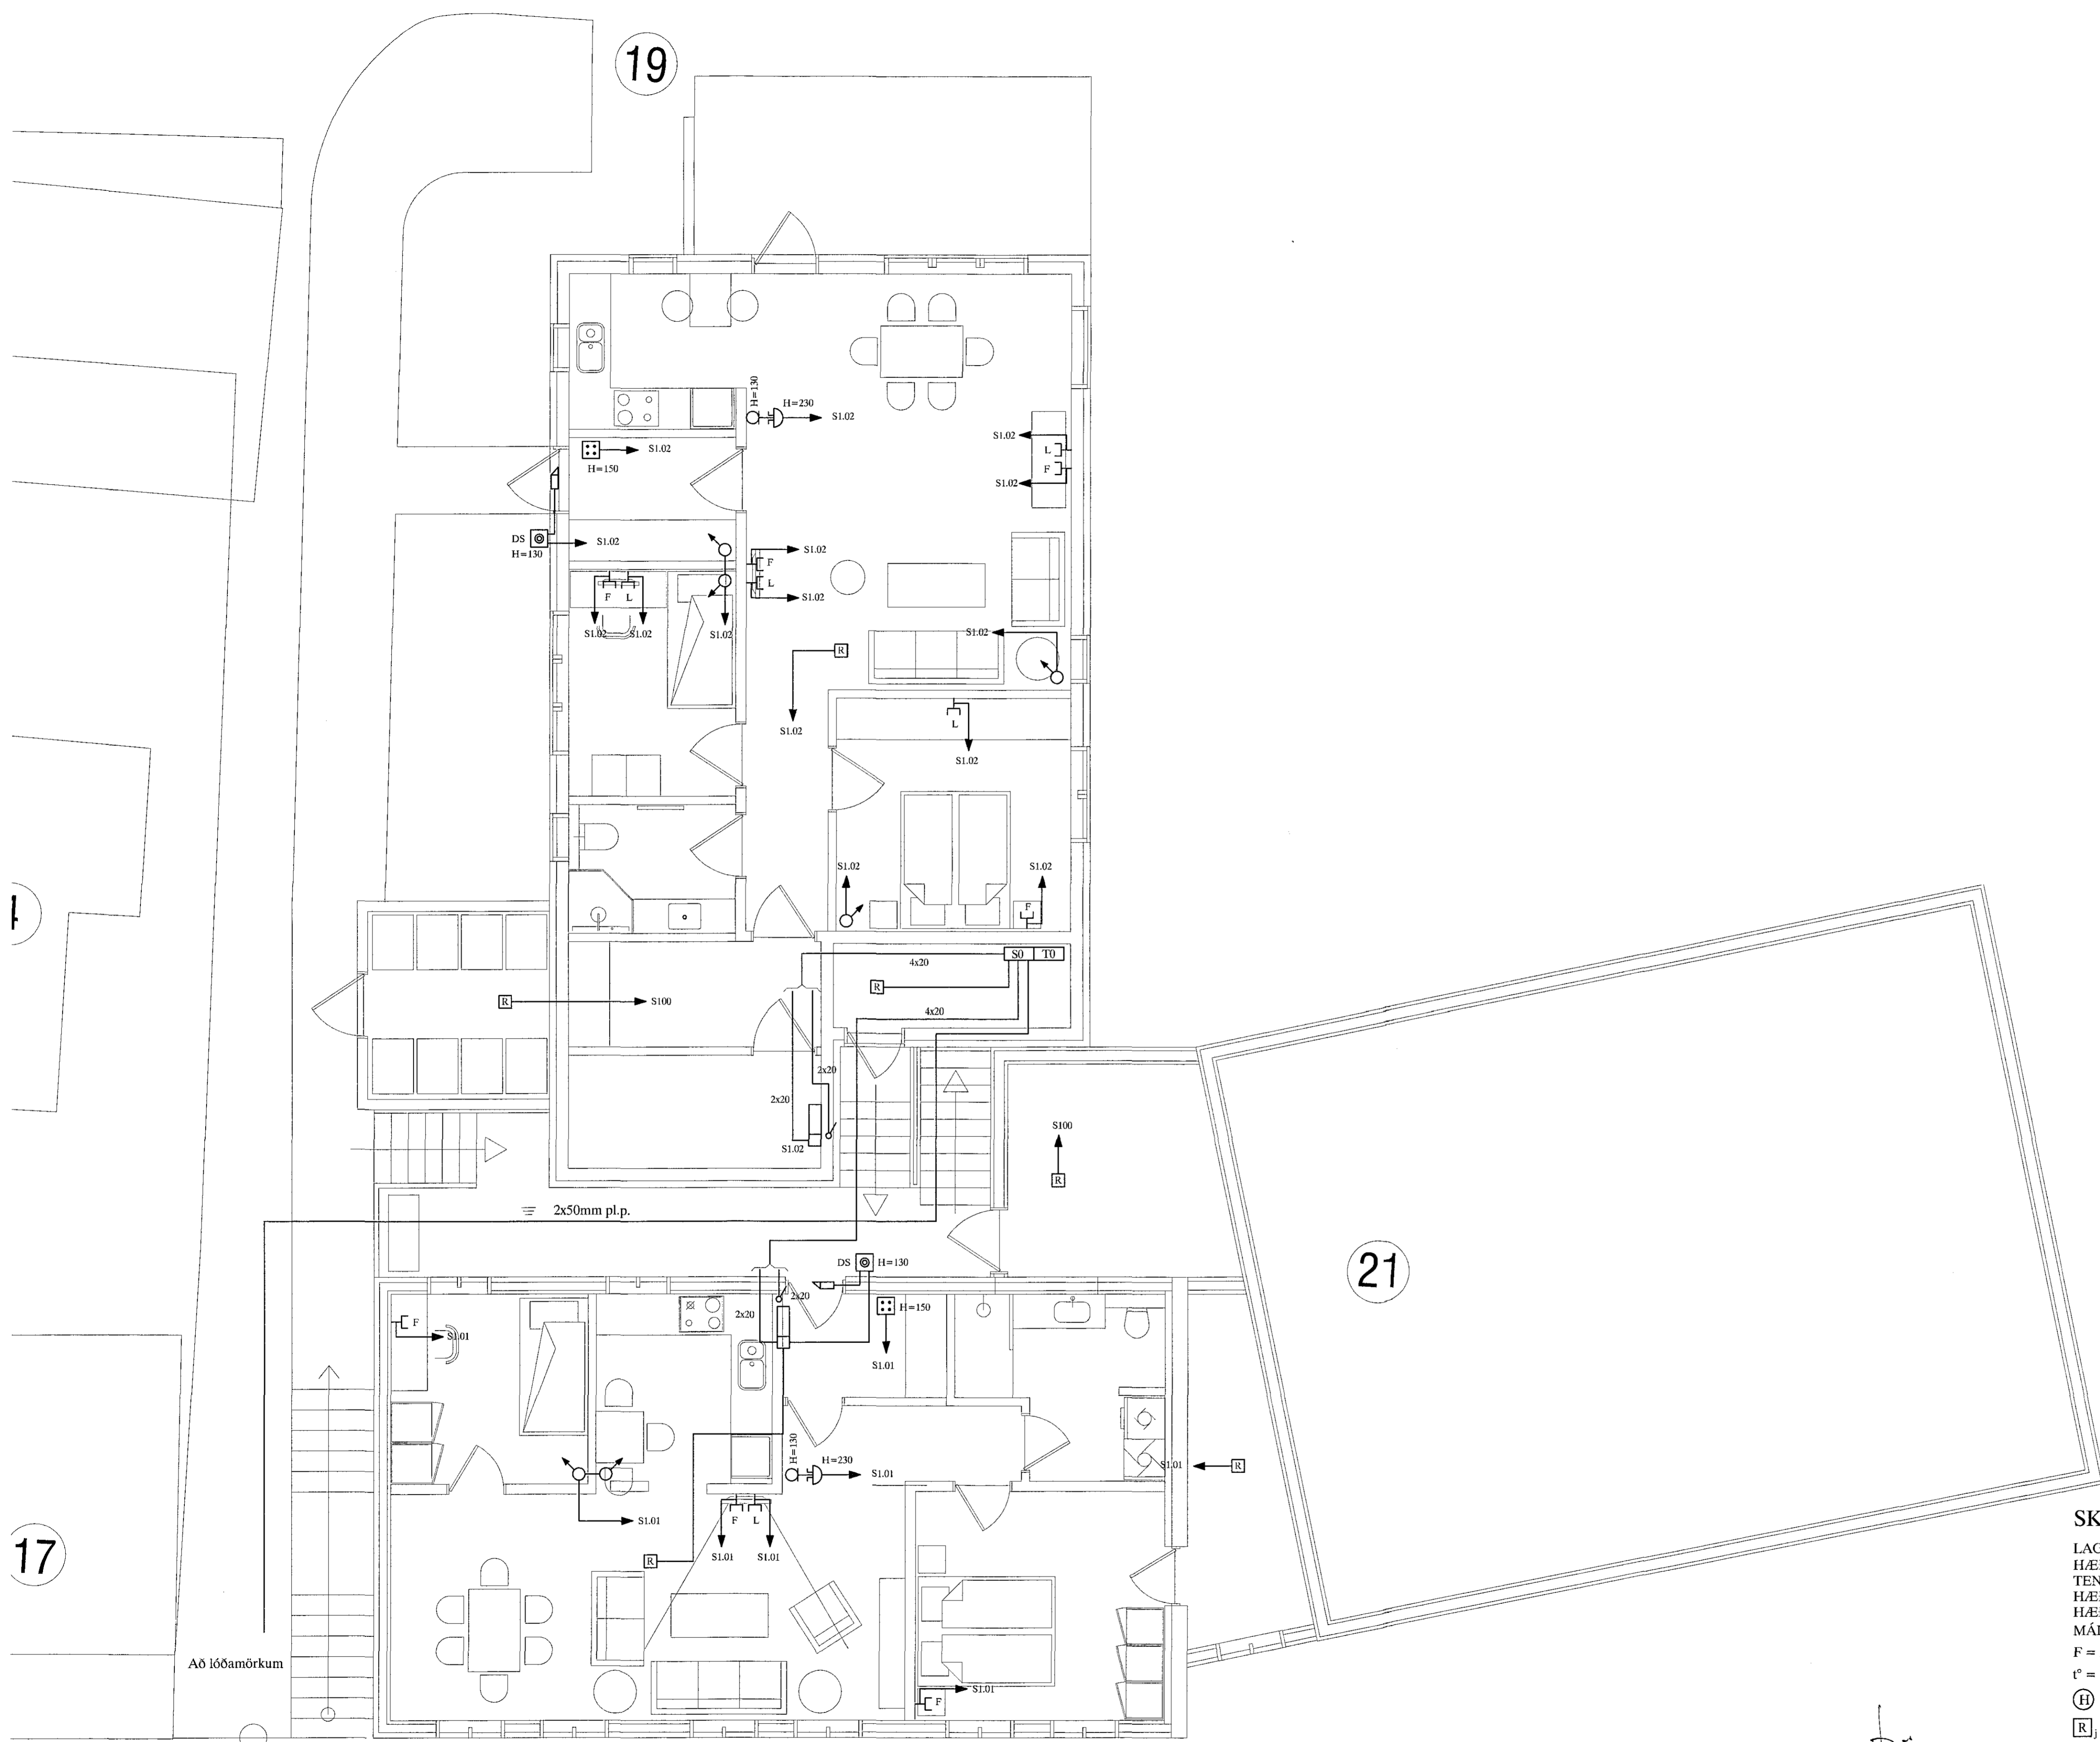 19
H=130
H=230
S1.02
S1.02
H=150
S1.02
L
F
S1.02
DS
H=130
S1.02
S1.02
F
L
S1.02
F L
S1.02 S1.02
S1.02
S1.02
R
S1.02
L
S1.02
S1.02
S1.02
F
S0 T0
4x20
R
R
S100
4x20
2x20
2x20
S1.02
S100
R
2x50mm pl.p.
DS
H=130
21
2x20
2x20
H=150
F
S1.01
S1.01
H=130
H=230
S1.01
S1.01
R
S1.01
F L
S1.01 S1.01
R
17
Að lóðamörkum
S1.01
F
SK
LAG
TEN
F =
t° =
H
R